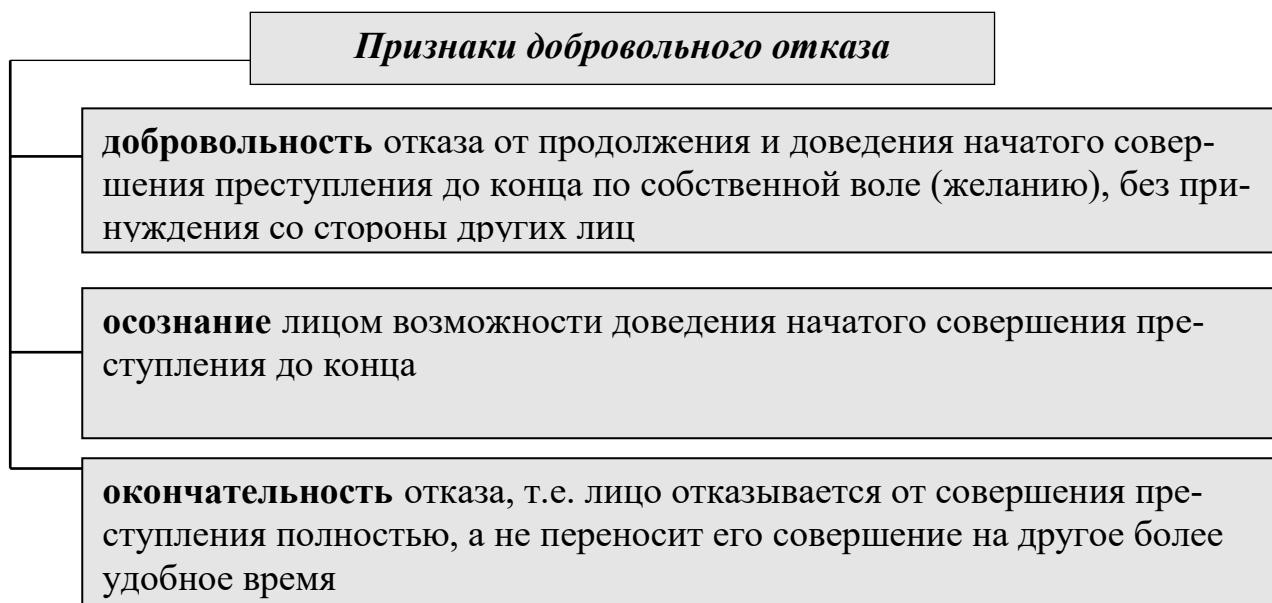 Признаки добровольного отказа
добровольность отказа от продолжения и доведения начатого совер-
шения преступления до конца по собственной воле (желанию), без при-
нуждения со стороны других лиц
осознание лицом возможности доведения начатого совершения пре-
ступления до конца
окончательность отказа, т.е. лицо отказывается от совершения пре-
ступления полностью, а не переносит его совершение на другое более
удобное время